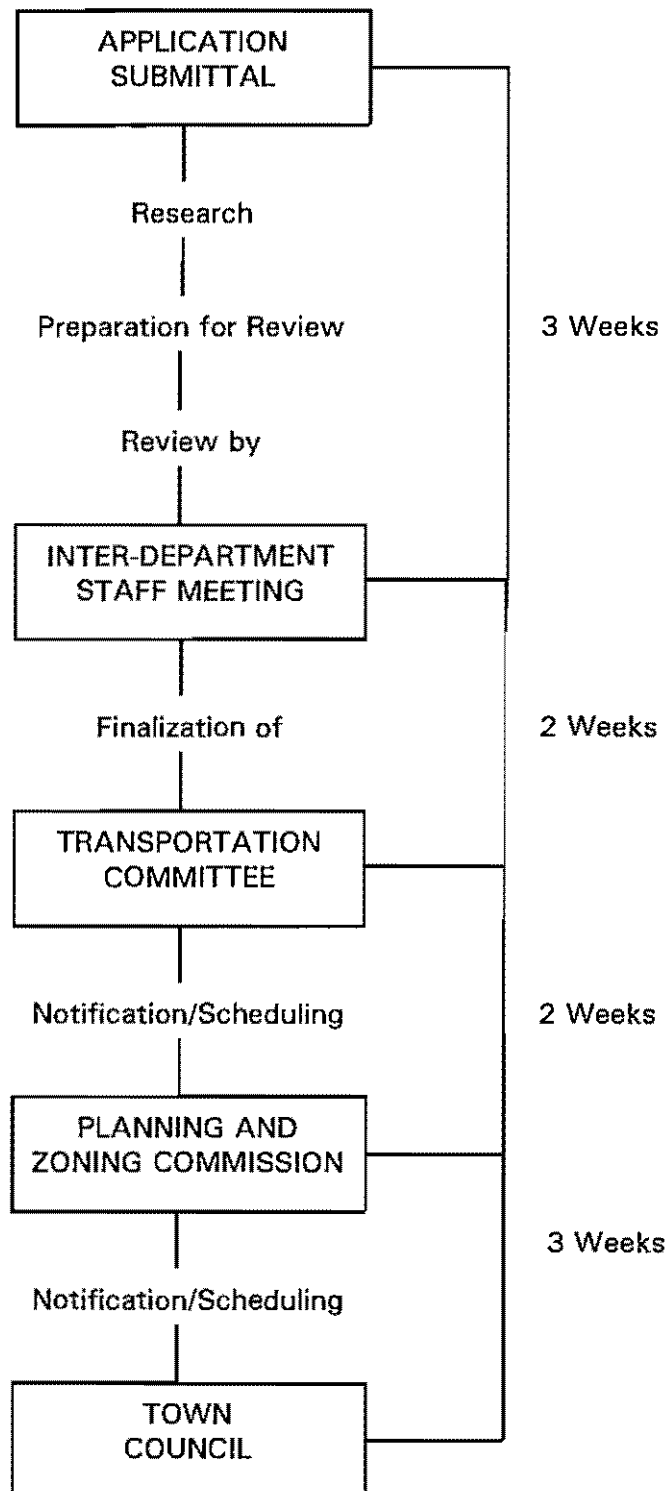 APPLICATION
SUBMITTAL
Research
Preparation for Review
3 Weeks
Review by
INTER-DEPARTMENT
STAFF MEETING
Finalization of
2 Weeks
TRANSPORTATION
COMMITTEE
Notification/Scheduling
2 Weeks
PLANNING AND
ZONING COMMISSION
3 Weeks
Notification/Scheduling
TOWN
COUNCIL